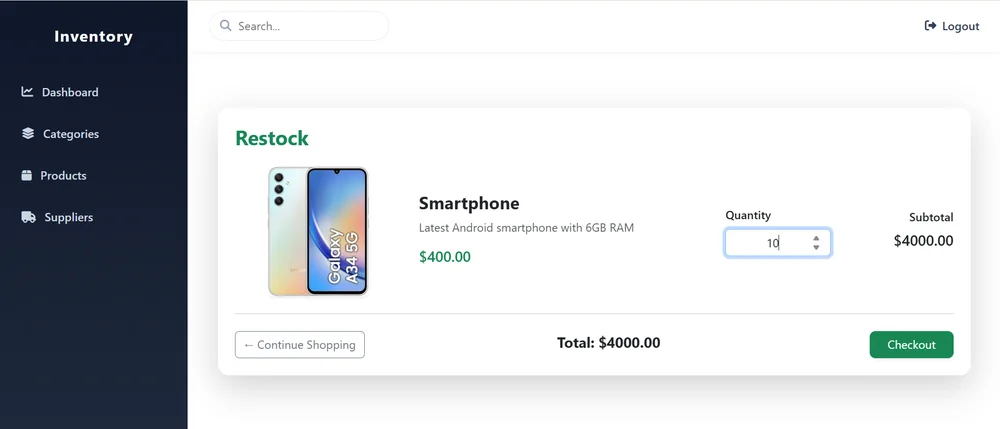 Inventory
Search...
Logout
Dashboard
Categories
Products
Suppliers
Restock
Galaxy
A34 5G
Smartphone
Latest Android smartphone with 6GB RAM
$400.00
Quantity
10
Subtotal
$4000.00
← Continue Shopping
Total: $4000.00
Checkout